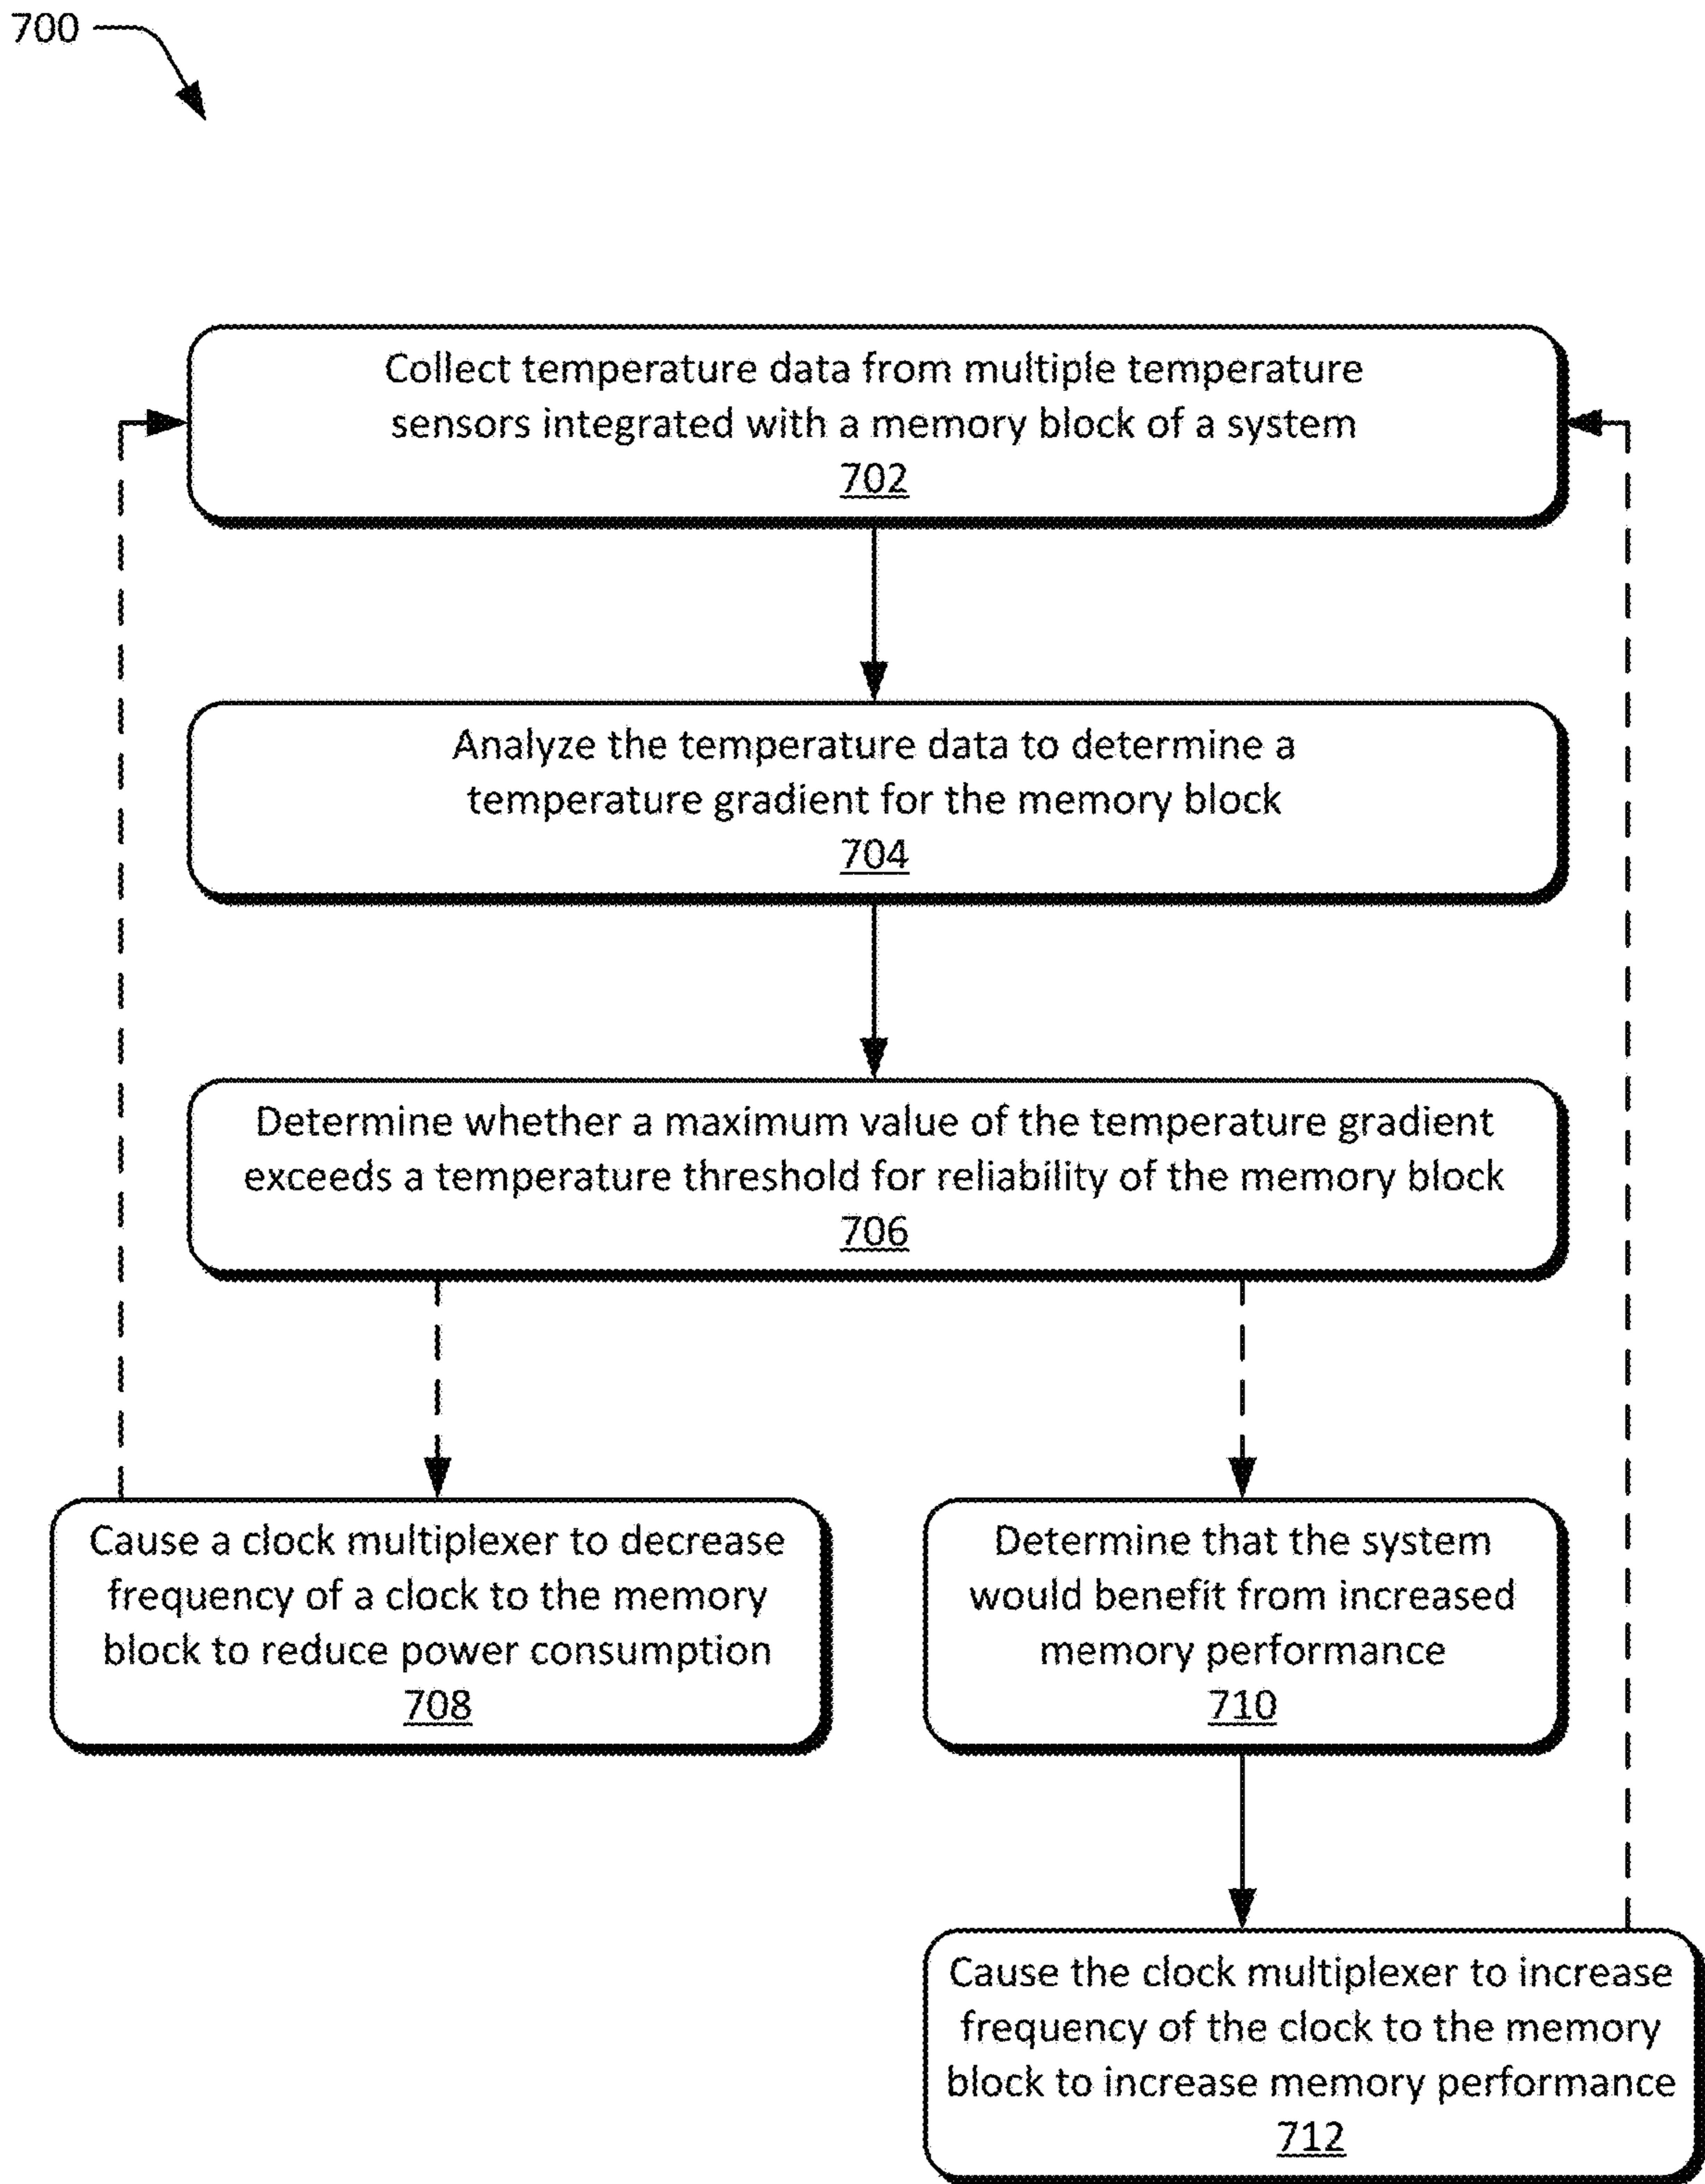 700
Collect temperature data from multiple temperature
sensors integrated with a memory block of a system
702
Analyze the temperature data to determine a
temperature gradient for the memory block
704
Determine whether a maximum value of the temperature gradient
exceeds a temperature threshold for reliability of the memory block
706
Cause a clock multiplexer to decrease
frequency of a clock to the memory
block to reduce power consumption
708
Determine that the system
would benefit from increased
memory performance
710
Cause the clock multiplexer to increase
frequency of the clock to the memory
block to increase memory performance
712